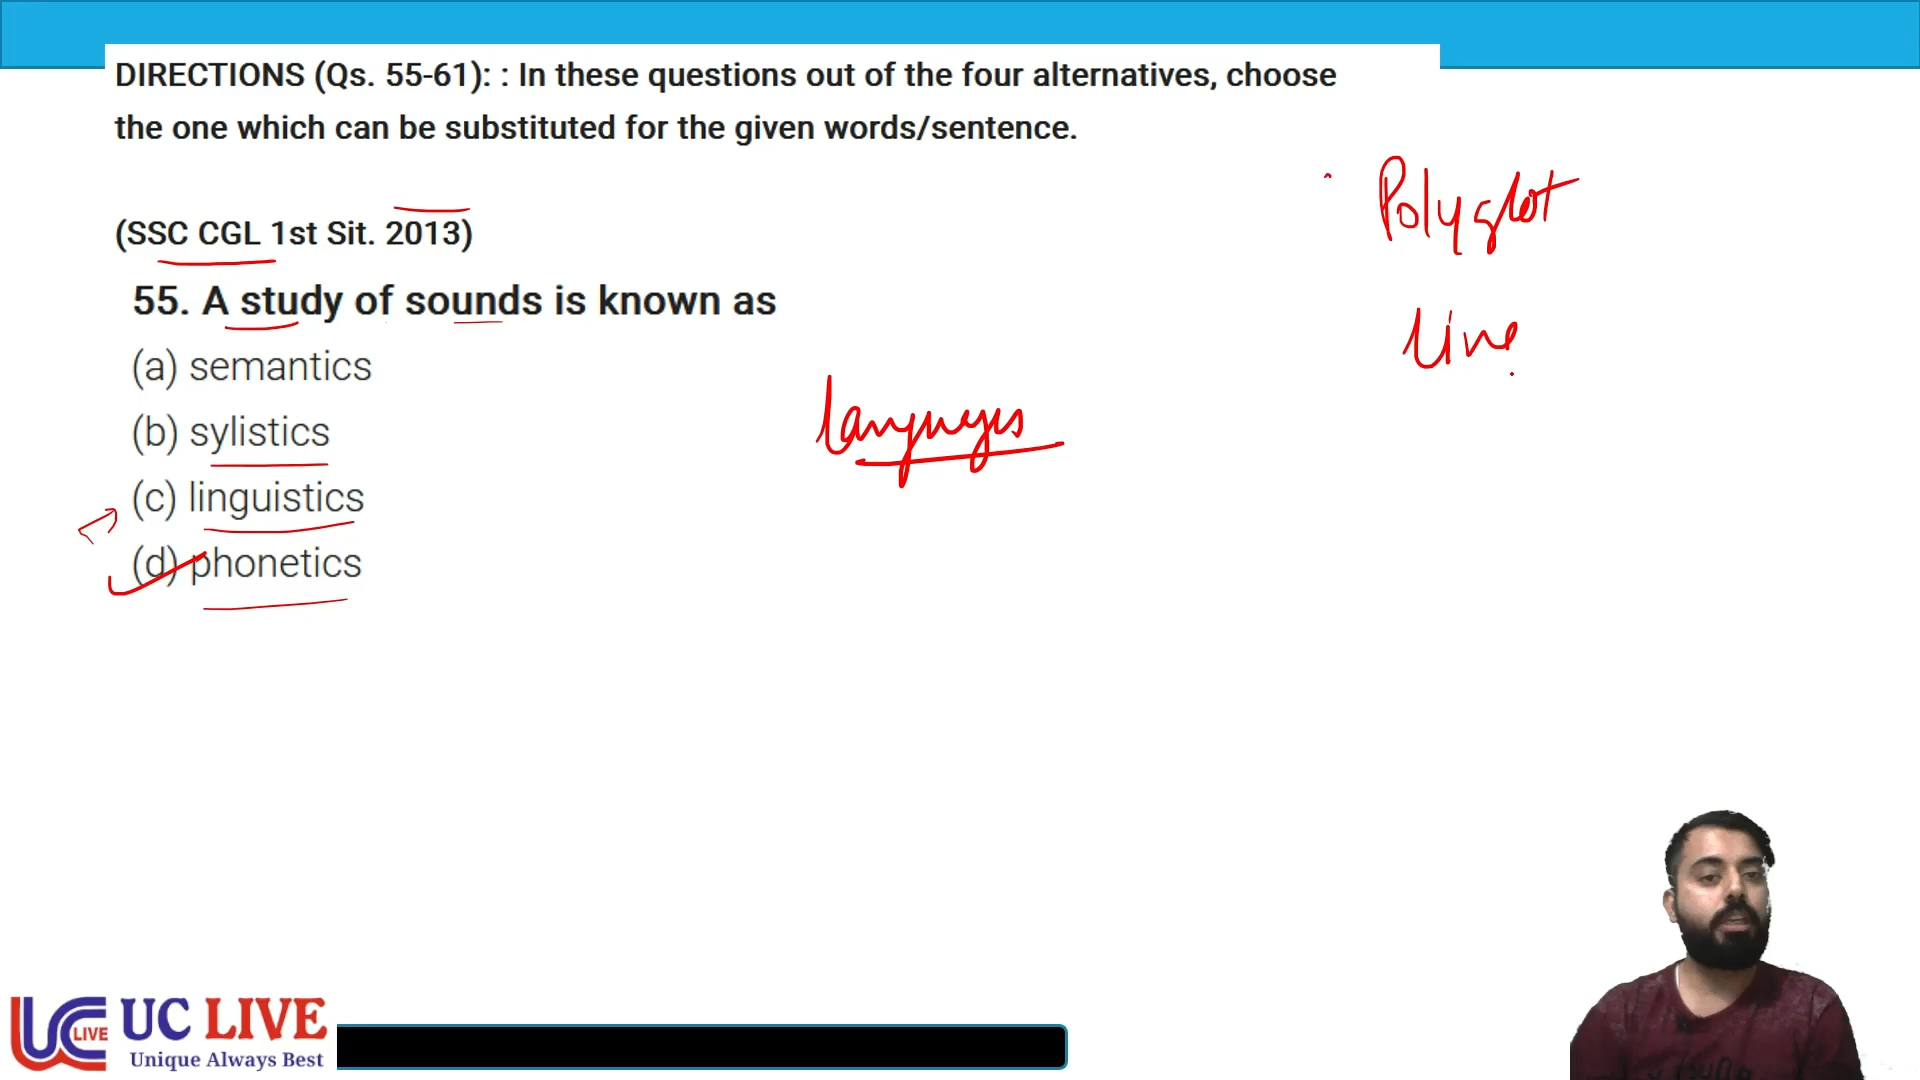 DIRECTIONS (Qs. 55-61): : In these questions out of the four alternatives, choose
the one which can be substituted for the given words/sentence.
(SSC CGL 1st Sit. 2013)
55. A study of sounds is known as
(a) semantics
(b) sylistics
(c) linguistics
(d) phonetics
Polyglot
languages
LIVE
UC LIVE
Unique Always Best